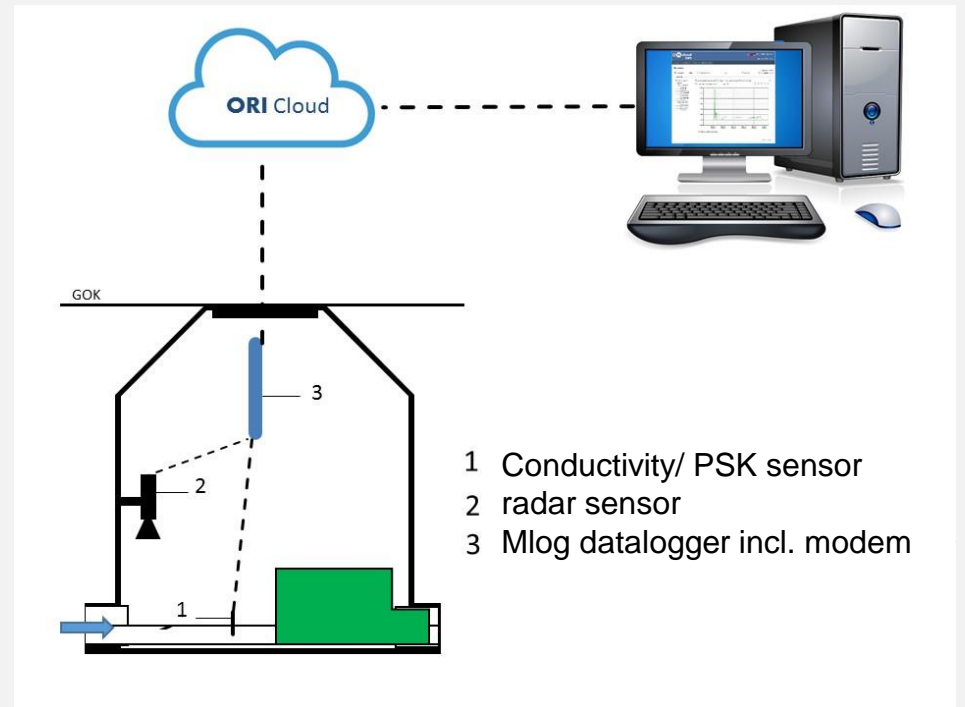 ORI Cloud
GOK
3
2
1
1 Conductivity/ PSK sensor
2 radar sensor
3 Mlog datalogger incl. modem